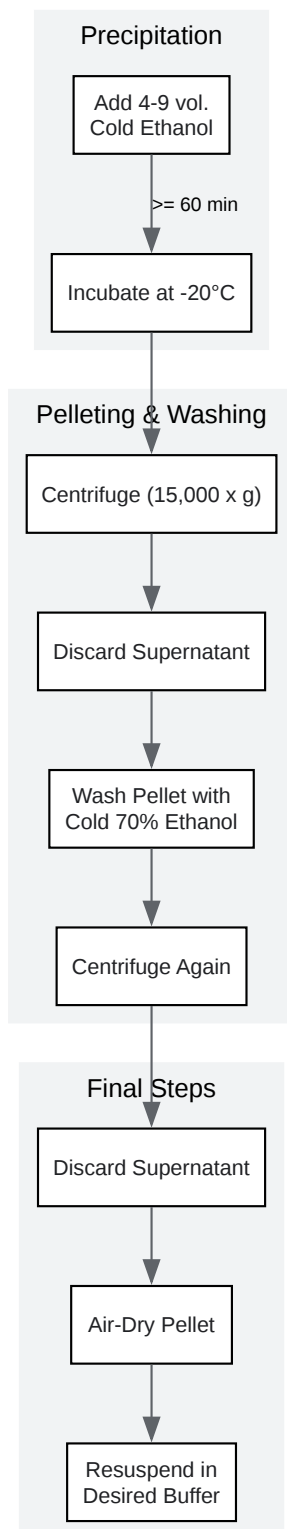 Precipitation
Add 4-9 vol.
Cold Ethanol
>= 60 min
Incubate at -20°C
Pelleting & Washing
Centrifuge (15,000 x g)
Discard Supernatant
Wash Pellet with
Cold 70% Ethanol
Centrifuge Again
Final Steps
Discard Supernatant
Air-Dry Pellet
Resuspend in
Desired Buffer